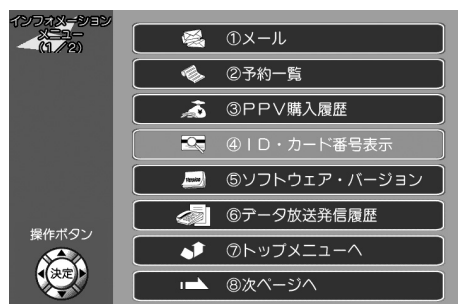 インフォメーション
メニュー
(1／2)
①メール
②予約一覧
③PPV購入履歴
④ID・カード番号表示
⑤ソフトウェア・バージョン
⑥データ放送発信履歴
⑦トップメニューへ
⑧次ページへ
操作ボタン
決定